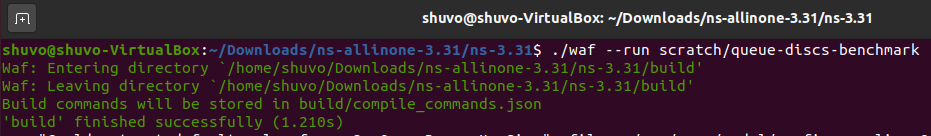 shuvo@shuvo-VirtualBox: ~/Downloads/ns-allinone-3.31/ns-3.31
shuvo@shuvo-VirtualBox:~/Downloads/ns-allinone-3.31/ns-3.31$ ./waf --run scratch/queue-discs-benchmark
Waf: Entering directory `/home/shuvo/Downloads/ns-allinone-3.31/ns-3.31/build'
Waf: Leaving directory `/home/shuvo/Downloads/ns-allinone-3.31/ns-3.31/build'
Build commands will be stored in build/compile_commands.json
'build' finished successfully (1.210s)